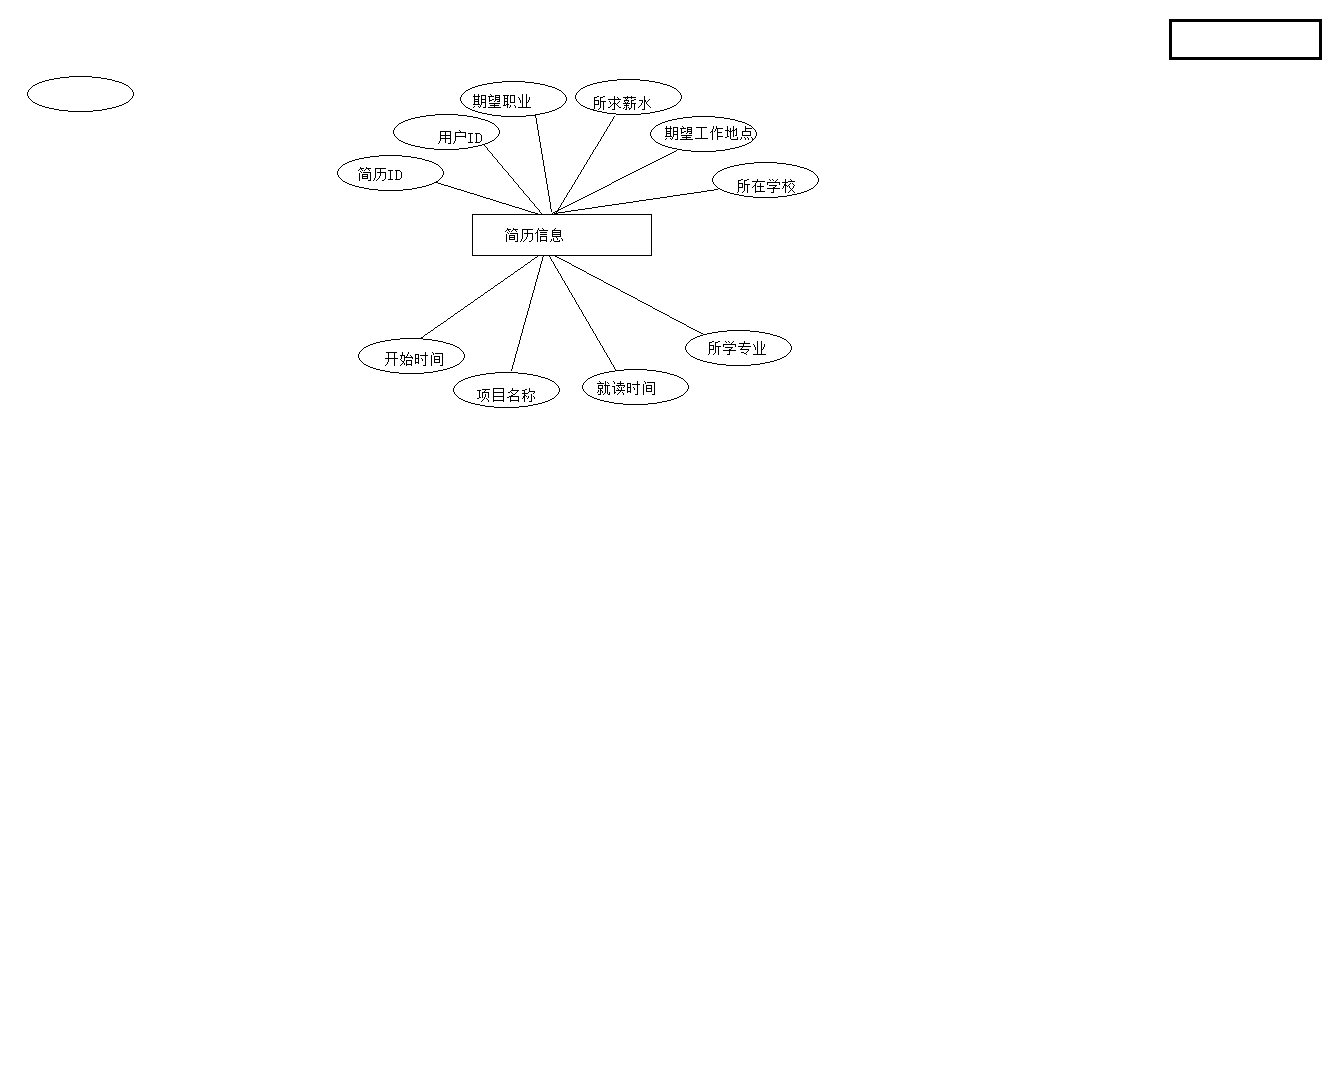 期望职业
所求薪水
用户ID
期望工作地点
简历ID
所在学校
简历信息
开始时间
所学专业
项目名称
就读时间